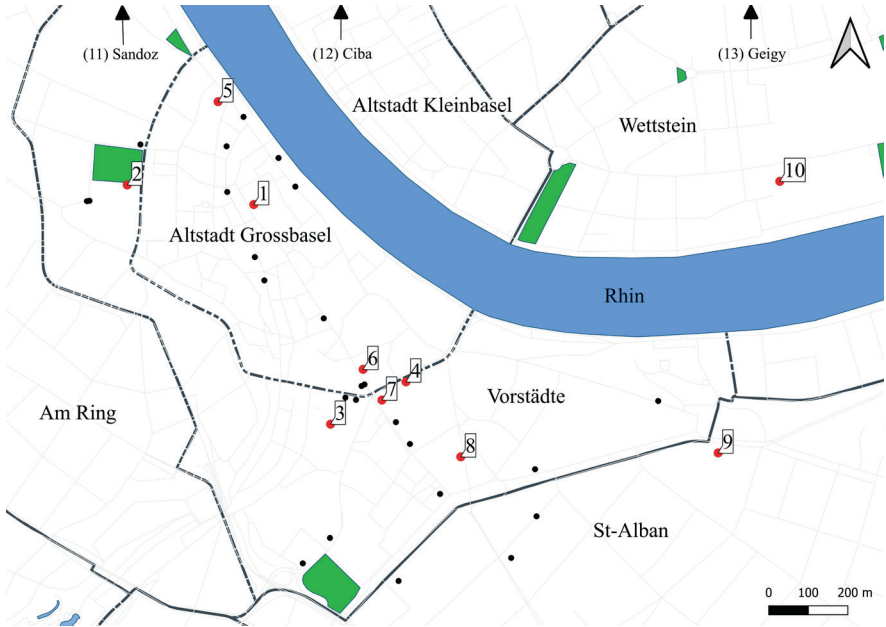 (11) Sandoz
(12) Ciba
(13) Geigy
5
Altstadt Kleinbasel
Wettstein
2
10
1
Altstadt Grossbasel
Rhin
6
4
7
Vorstädte
Am Ring
3
8
9
St-Alban
0 100 200 m